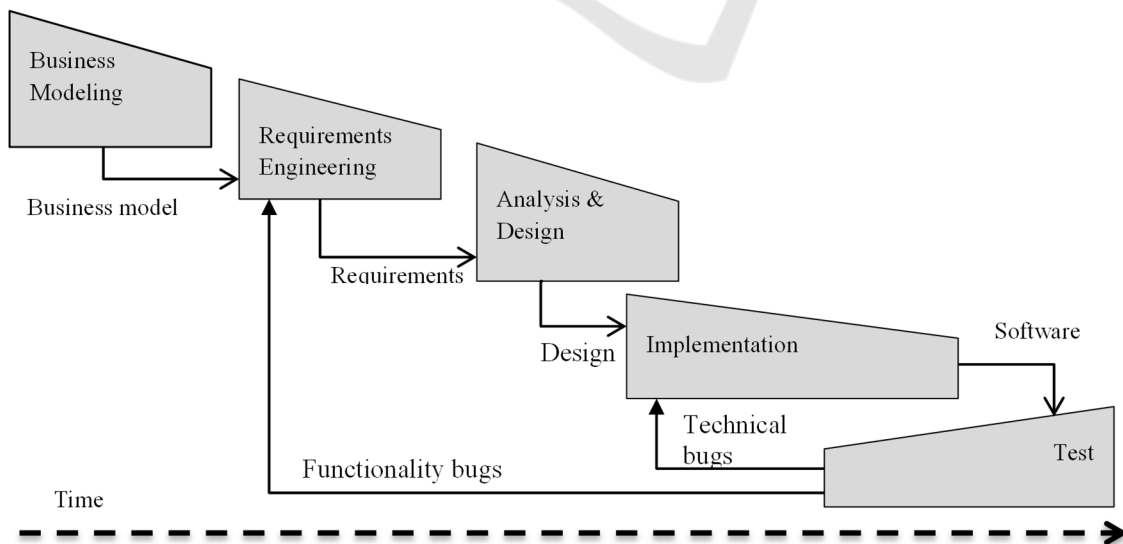 Business
Modeling
Business model
Requirements
Engineering
Requirements
Analysis &
Design
Design
Implementation
Software
Technical
bugs
Test
Functionality bugs
Time